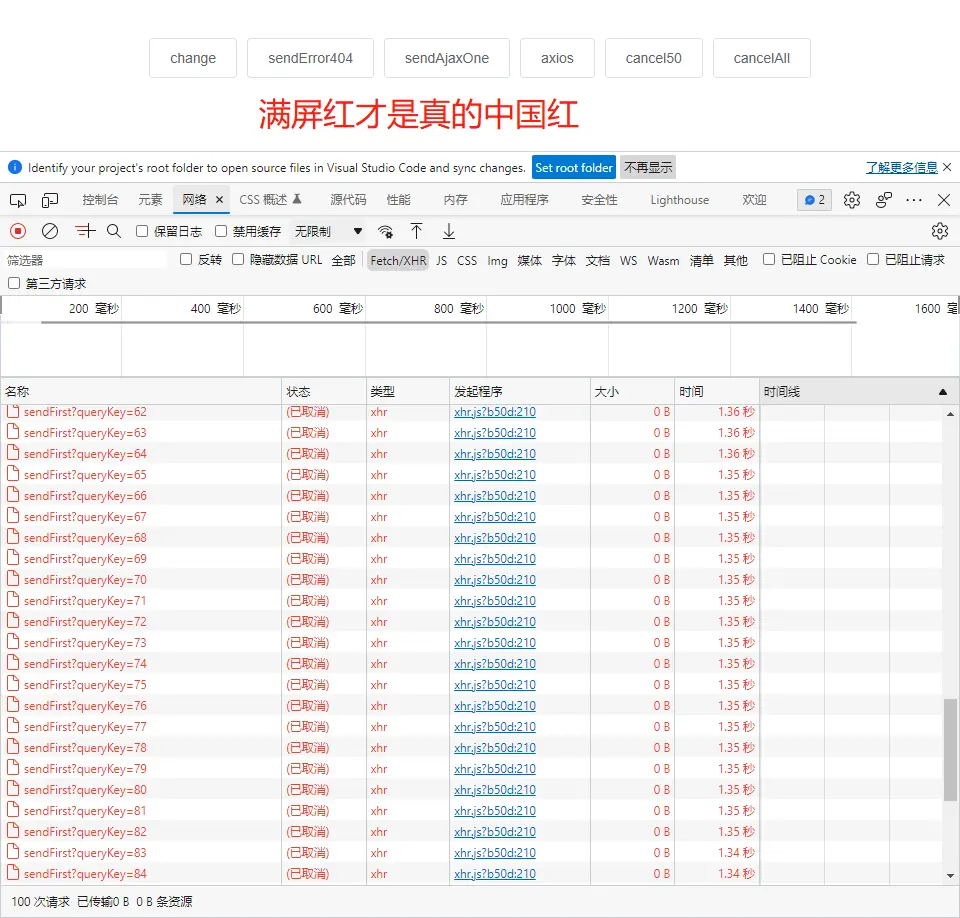 change sendError404 sendAjaxOne axios cancel50 cancelAll
满屏红才是真的中国红
Identify your project's root folder to open source files in Visual Studio Code and sync changes. Set root folder 不再显示 了解更多信息
控制台 元素 网络 CSS 概述 源代码 性能 内存 应用程序 安全性 Lighthouse 欢迎 2
保留日志 禁用缓存 无限制
筛选器 反转 隐藏数据 URL 全部 Fetch/XHR JS CSS Img 媒体 字体 文档 WS Wasm 清单 其他 已阻止 Cookie 已阻止请求
第三方请求
200 毫秒 400 毫秒 600 毫秒 800 毫秒 1000 毫秒 1200 毫秒 1400 毫秒 1600 毫
名称 状态 类型 发起程序 大小 时间 时间线
sendFirst?queryKey=62 (已取消) xhr xhr.js?b50d:210 0 B 1.36 秒
sendFirst?queryKey=63 (已取消) xhr xhr.js?b50d:210 0 B 1.36 秒
sendFirst?queryKey=64 (已取消) xhr xhr.js?b50d:210 0 B 1.36 秒
sendFirst?queryKey=65 (已取消) xhr xhr.js?b50d:210 0 B 1.35 秒
sendFirst?queryKey=66 (已取消) xhr xhr.js?b50d:210 0 B 1.35 秒
sendFirst?queryKey=67 (已取消) xhr xhr.js?b50d:210 0 B 1.35 秒
sendFirst?queryKey=68 (已取消) xhr xhr.js?b50d:210 0 B 1.35 秒
sendFirst?queryKey=69 (已取消) xhr xhr.js?b50d:210 0 B 1.35 秒
sendFirst?queryKey=70 (已取消) xhr xhr.js?b50d:210 0 B 1.35 秒
sendFirst?queryKey=71 (已取消) xhr xhr.js?b50d:210 0 B 1.35 秒
sendFirst?queryKey=72 (已取消) xhr xhr.js?b50d:210 0 B 1.35 秒
sendFirst?queryKey=73 (已取消) xhr xhr.js?b50d:210 0 B 1.35 秒
sendFirst?queryKey=74 (已取消) xhr xhr.js?b50d:210 0 B 1.35 秒
sendFirst?queryKey=75 (已取消) xhr xhr.js?b50d:210 0 B 1.35 秒
sendFirst?queryKey=76 (已取消) xhr xhr.js?b50d:210 0 B 1.35 秒
sendFirst?queryKey=77 (已取消) xhr xhr.js?b50d:210 0 B 1.35 秒
sendFirst?queryKey=78 (已取消) xhr xhr.js?b50d:210 0 B 1.35 秒
sendFirst?queryKey=79 (已取消) xhr xhr.js?b50d:210 0 B 1.35 秒
sendFirst?queryKey=80 (已取消) xhr xhr.js?b50d:210 0 B 1.35 秒
sendFirst?queryKey=81 (已取消) xhr xhr.js?b50d:210 0 B 1.35 秒
sendFirst?queryKey=82 (已取消) xhr xhr.js?b50d:210 0 B 1.35 秒
sendFirst?queryKey=83 (已取消) xhr xhr.js?b50d:210 0 B 1.34 秒
sendFirst?queryKey=84 (已取消) xhr xhr.js?b50d:210 0 B 1.34 秒
100 次请求 已传输0 B 0 B 条资源